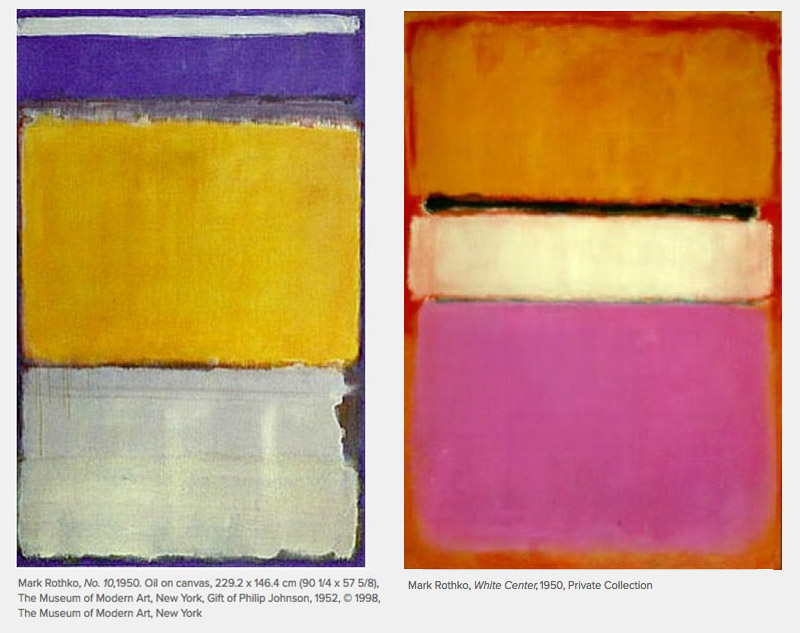 Mark Rothko, No. 10,1950. Oil on canvas, 229.2 x 146.4 cm (90 1/4 x 57 5/8),
The Museum of Modern Art, New York, Gift of Philip Johnson, 1952, © 1998,
The Museum of Modern Art, New York
Mark Rothko, White Center,1950, Private Collection